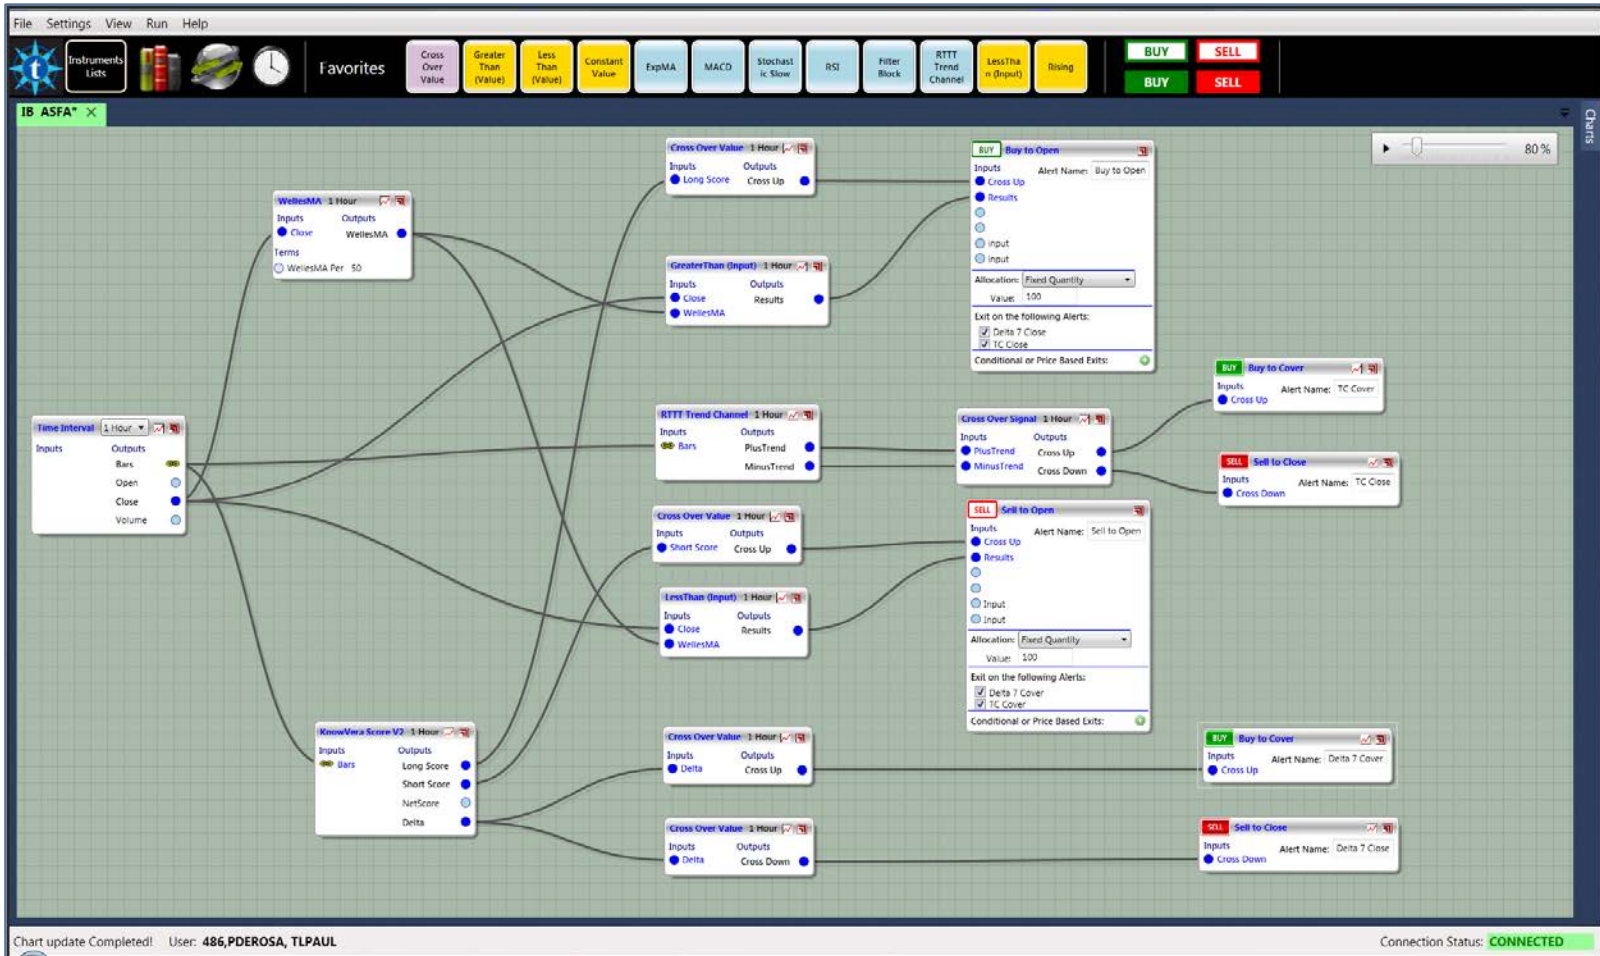 File Settings View Run Help
Instruments Lists
Favorites
Cross Over Value
Greater Than (Value)
Less Than (Value)
Constant Value
ExpMA
MACD
Stochast ic Slow
RSI
Filter Block
RTTT Trend Channel
LessTha n (Input)
Rising
BUY SELL
BUY SELL
IB ASFA* X
Charts
80 %
Cross Over Value 1 Hour
Inputs Outputs
Long Score Cross Up
BUY Buy to Open
Inputs Alert Name: Buy to Open
Cross Up
Results
Input
Input
Allocation: Fixed Quantity
Value: 100
Exit on the following Alerts:
Delta 7 Close
TC Close
Conditional or Price Based Exits:
WellesMA 1 Hour
Inputs Outputs
Close WellesMA
Terms
WellesMA Per 50
GreaterThan (Input) 1 Hour
Inputs Outputs
Close Results
WellesMA
BUY Buy to Cover
Inputs Alert Name: TC Cover
Cross Up
Time Interval 1 Hour
Inputs Outputs
Bars
Open
Close
Volume
RTTT Trend Channel 1 Hour
Inputs Outputs
Bars PlusTrend
MinusTrend
Cross Over Signal 1 Hour
Inputs Outputs
PlusTrend Cross Up
MinusTrend Cross Down
SELL Sell to Close
Inputs Alert Name: TC Close
Cross Down
Cross Over Value 1 Hour
Inputs Outputs
Short Score Cross Up
SELL Sell to Open
Inputs Alert Name: Sell to Open
Cross Up
Results
Input
Input
Allocation: Fixed Quantity
Value: 100
Exit on the following Alerts:
Delta 7 Cover
TC Cover
Conditional or Price Based Exits:
LessThan (Input) 1 Hour
Inputs Outputs
Close Results
WellesMA
KnowVera Score V2 1 Hour
Inputs Outputs
Bars Long Score
Short Score
NetScore
Delta
Cross Over Value 1 Hour
Inputs Outputs
Delta Cross Up
BUY Buy to Cover
Inputs Alert Name: Delta 7 Cover
Cross Up
Cross Over Value 1 Hour
Inputs Outputs
Delta Cross Down
SELL Sell to Close
Inputs Alert Name: Delta 7 Close
Cross Down
Chart update Completed! User: 486,PDEROSA, TLPAUL
Connection Status: CONNECTED